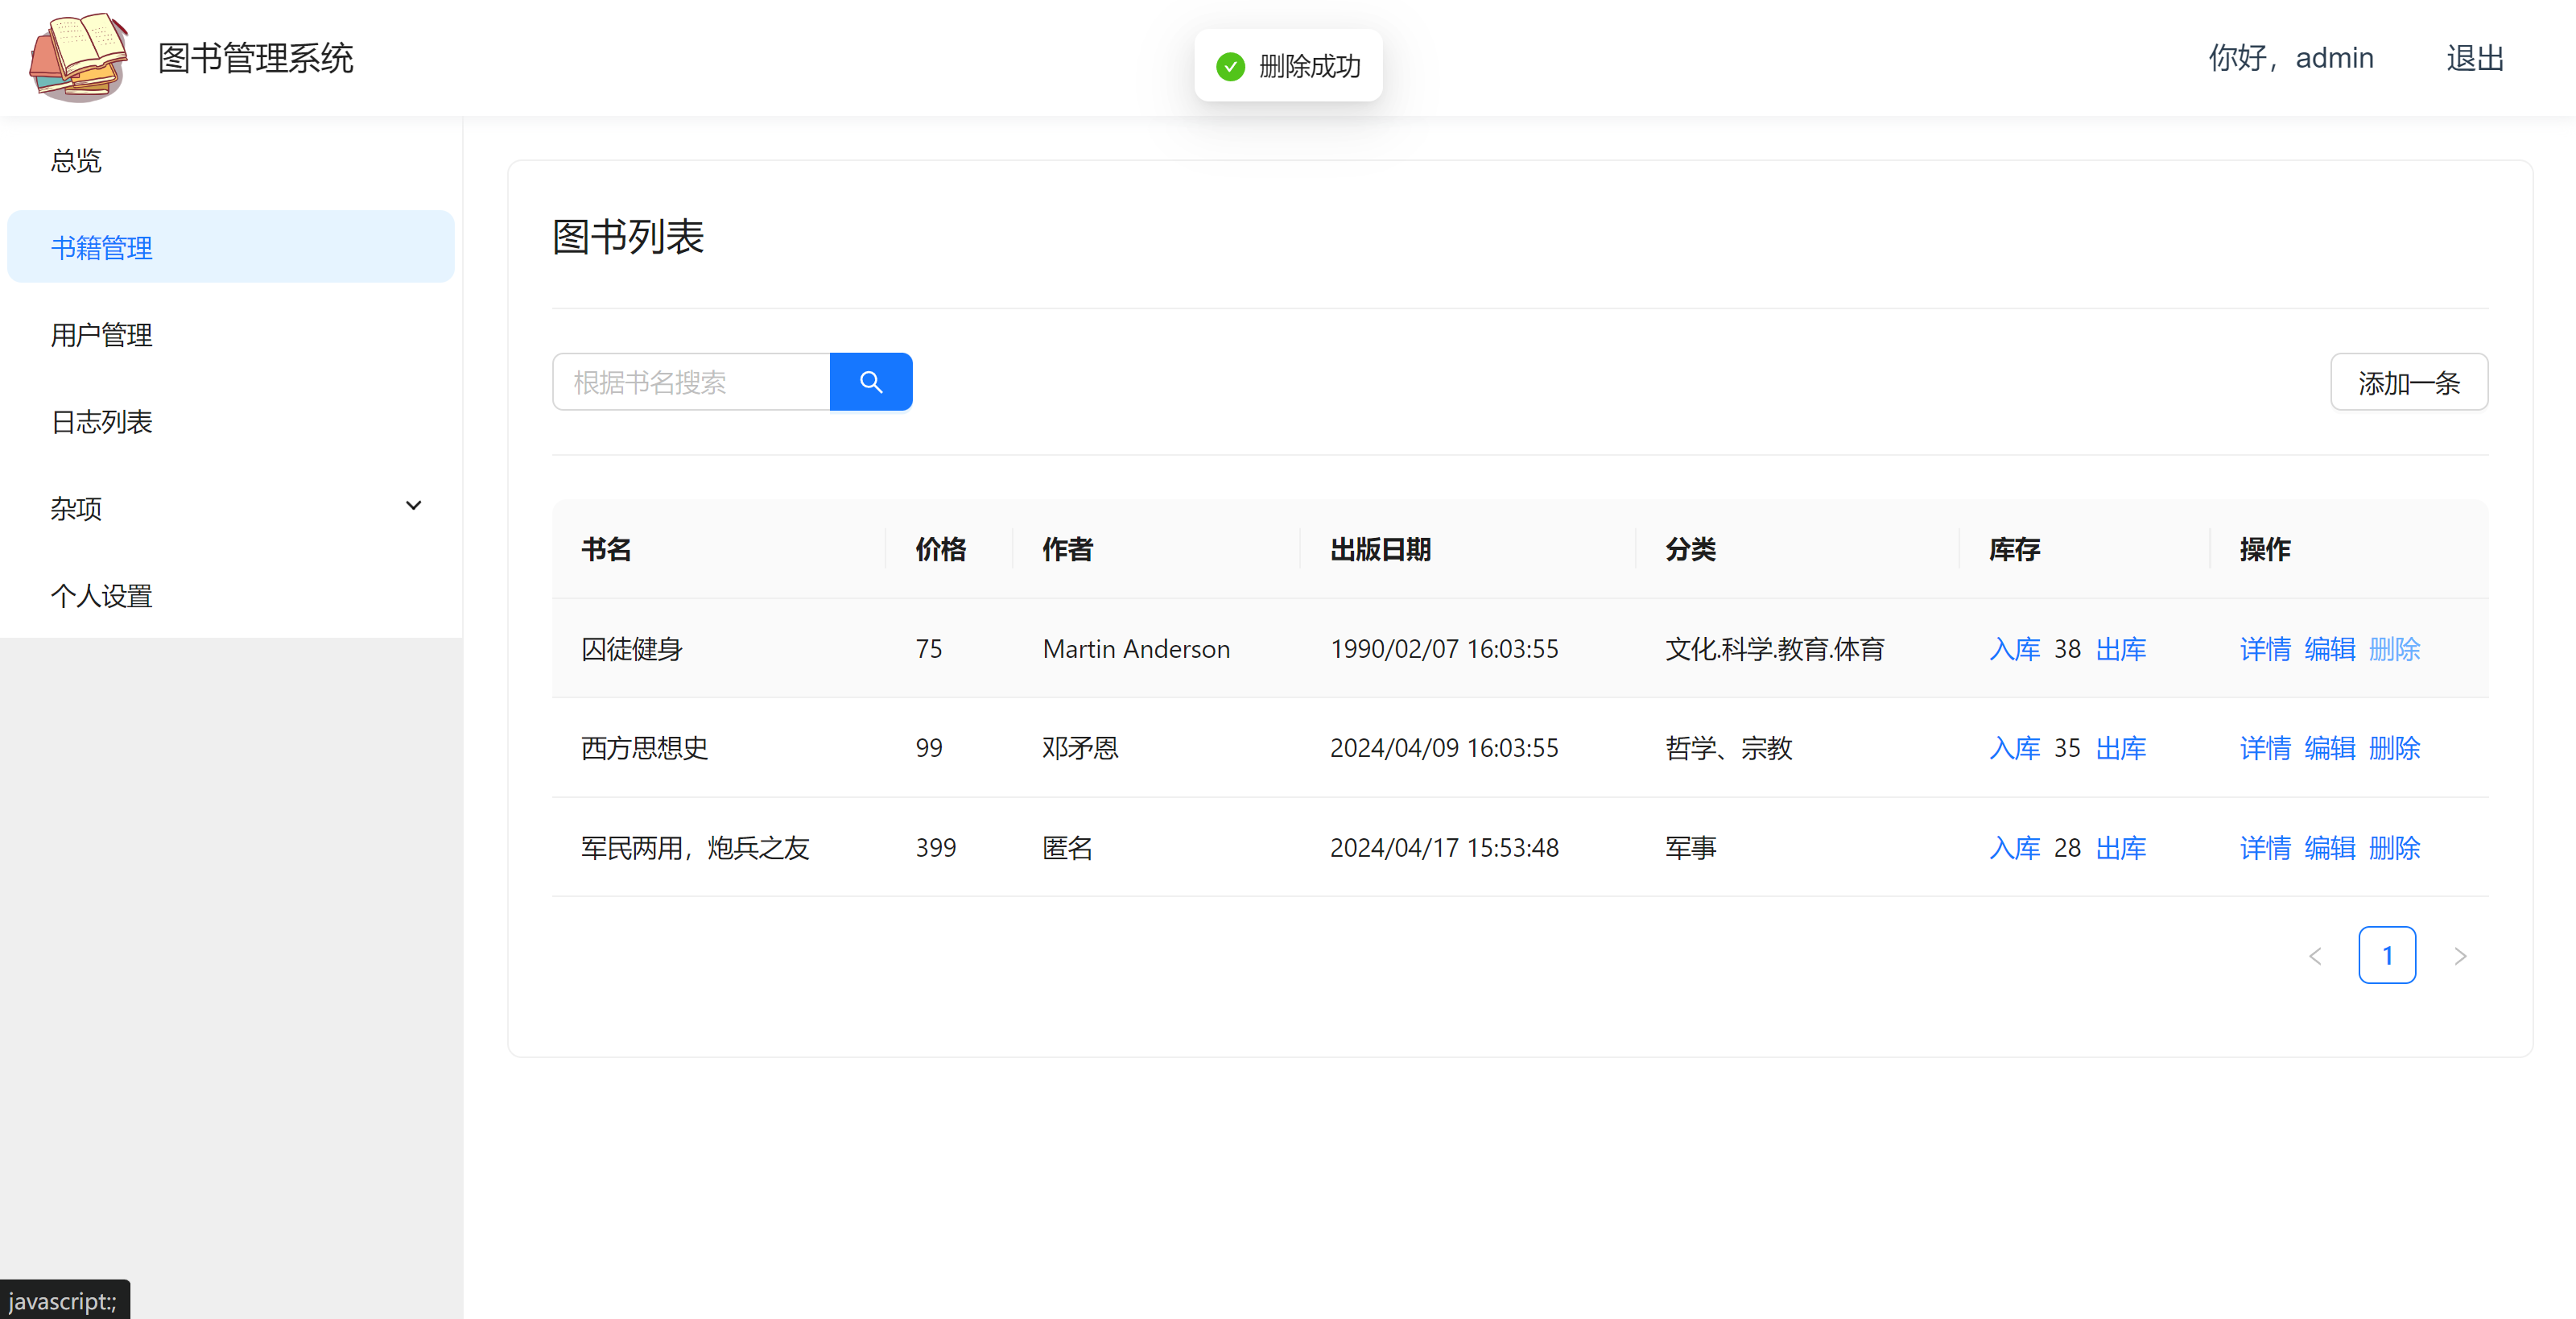 图书管理系统
删除成功
你好，admin
退出
总览
书籍管理
用户管理
日志列表
杂项
个人设置
图书列表
根据书名搜索
添加一条
书名 价格 作者 出版日期 分类 库存 操作
囚徒健身 75 Martin Anderson 1990/02/07 16:03:55 文化.科学.教育.体育 入库 38 出库 详情 编辑 删除
西方思想史 99 邓矛恩 2024/04/09 16:03:55 哲学、宗教 入库 35 出库 详情 编辑 删除
军民两用，炮兵之友 399 匿名 2024/04/17 15:53:48 军事 入库 28 出库 详情 编辑 删除
1
javascript:;